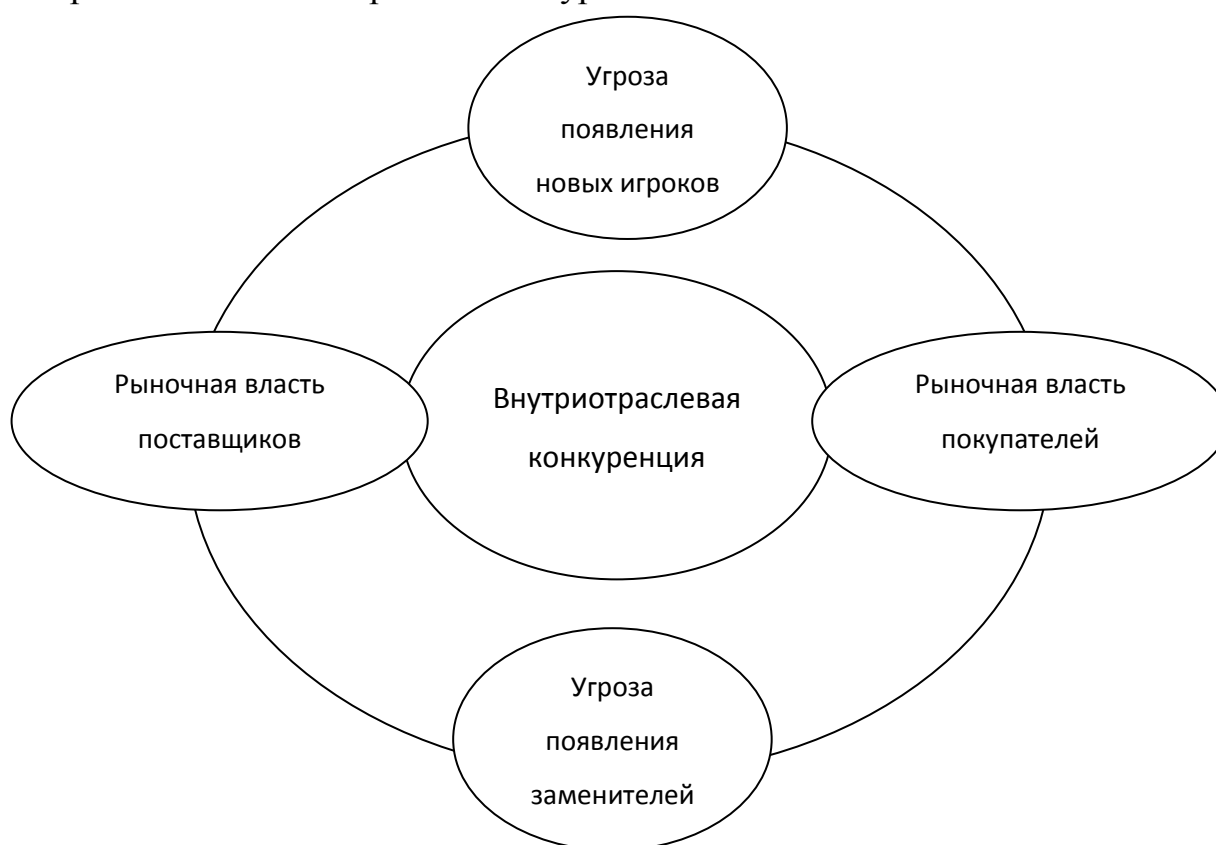 Угроза
появления
новых игроков
Рыночная власть
поставщиков
Внутриотраслевая
конкуренция
Рыночная власть
покупателей
Угроза
появления
заменителей